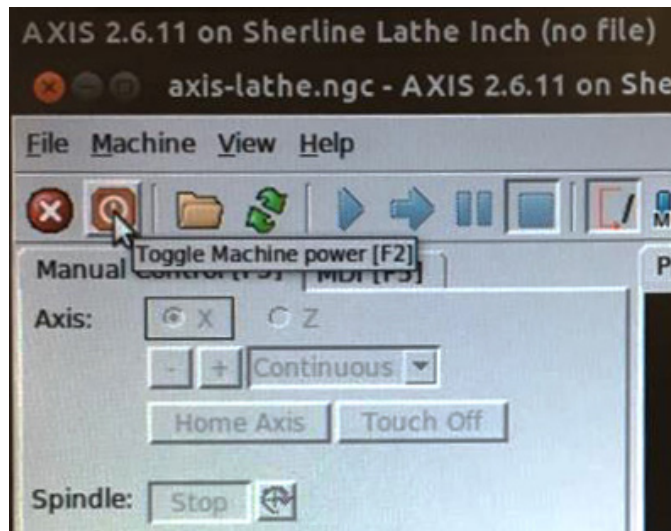 AXIS 2.6.11 on Sherline Lathe Inch (no file)
axis-lathe.ngc - AXIS 2.6.11 on She
File Machine View Help
Toggle Machine power [F2]
Manual Control [F3] MDI [F5] P
Axis: X Z
- + Continuous
Home Axis Touch Off
Spindle: Stop